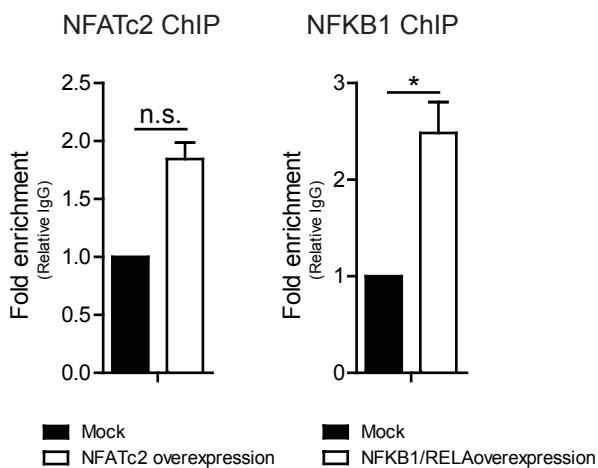 NFATc2 ChIP
2.5
2.0
1.5
1.0
0.5
0.0
Fold enrichment
(Relative IgG)
n.s.
Mock
NFATc2 overexpression
NFKB1 ChIP
3
2
1
0
Fold enrichment
(Relative IgG)
*
Mock
NFKB1/RELAoverexpression